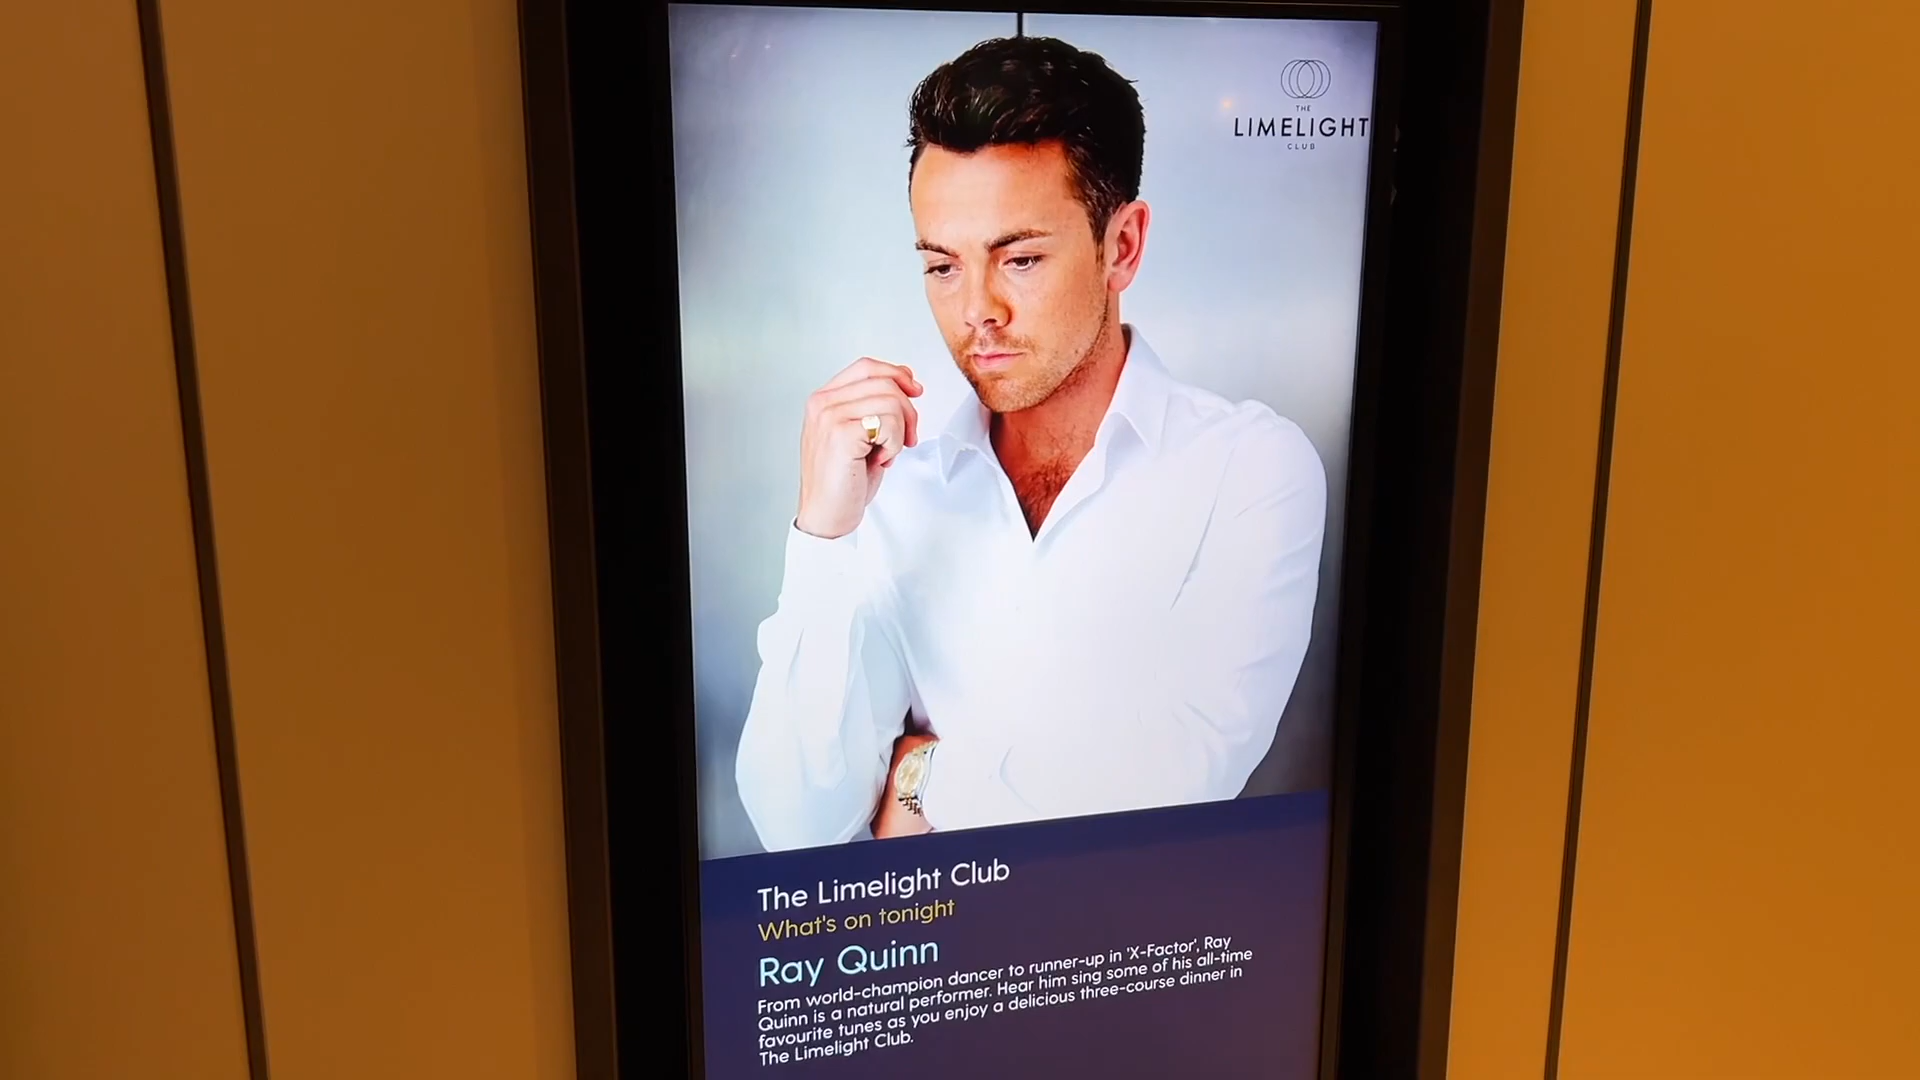 THE
LIMELIGHT
CLUB
The Limelight Club
What's on tonight
Ray Quinn
From world-champion dancer to runner-up in 'X-Factor', Ray
Quinn is a natural performer. Hear him sing some of his all-time
favourite tunes as you enjoy a delicious three-course dinner in
The Limelight Club.